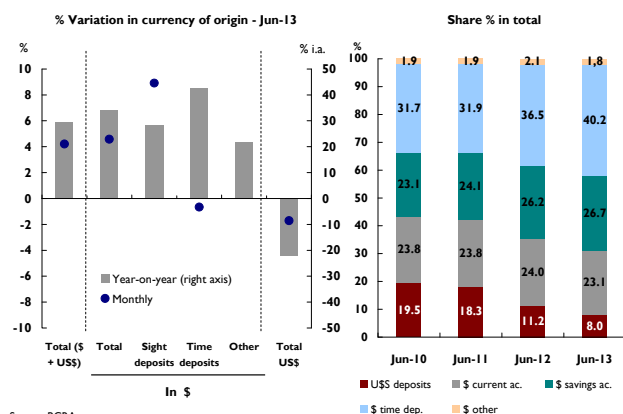 % Variation in currency of origin - Jun-13
%
% i.a.
10
8
6
4
2
0
-2
-4
-6
-8
-10
50
40
30
20
10
0
-10
-20
-30
-40
-50
Year-on-year (right axis)
Monthly
Total ($ + US$)
Total
Sight deposits
Time deposits
Other
Total US$
In $
Share % in total
%
100
80
60
40
20
0
1.9
1.9
2.1
1,8
31.7
31.9
36.5
40.2
23.1
24.1
26.2
26.7
23.8
23.8
24.0
23.1
19.5
18.3
11.2
8.0
Jun-10
Jun-11
Jun-12
Jun-13
U$S deposits
$ current ac.
$ savings ac.
$ time dep.
$ other